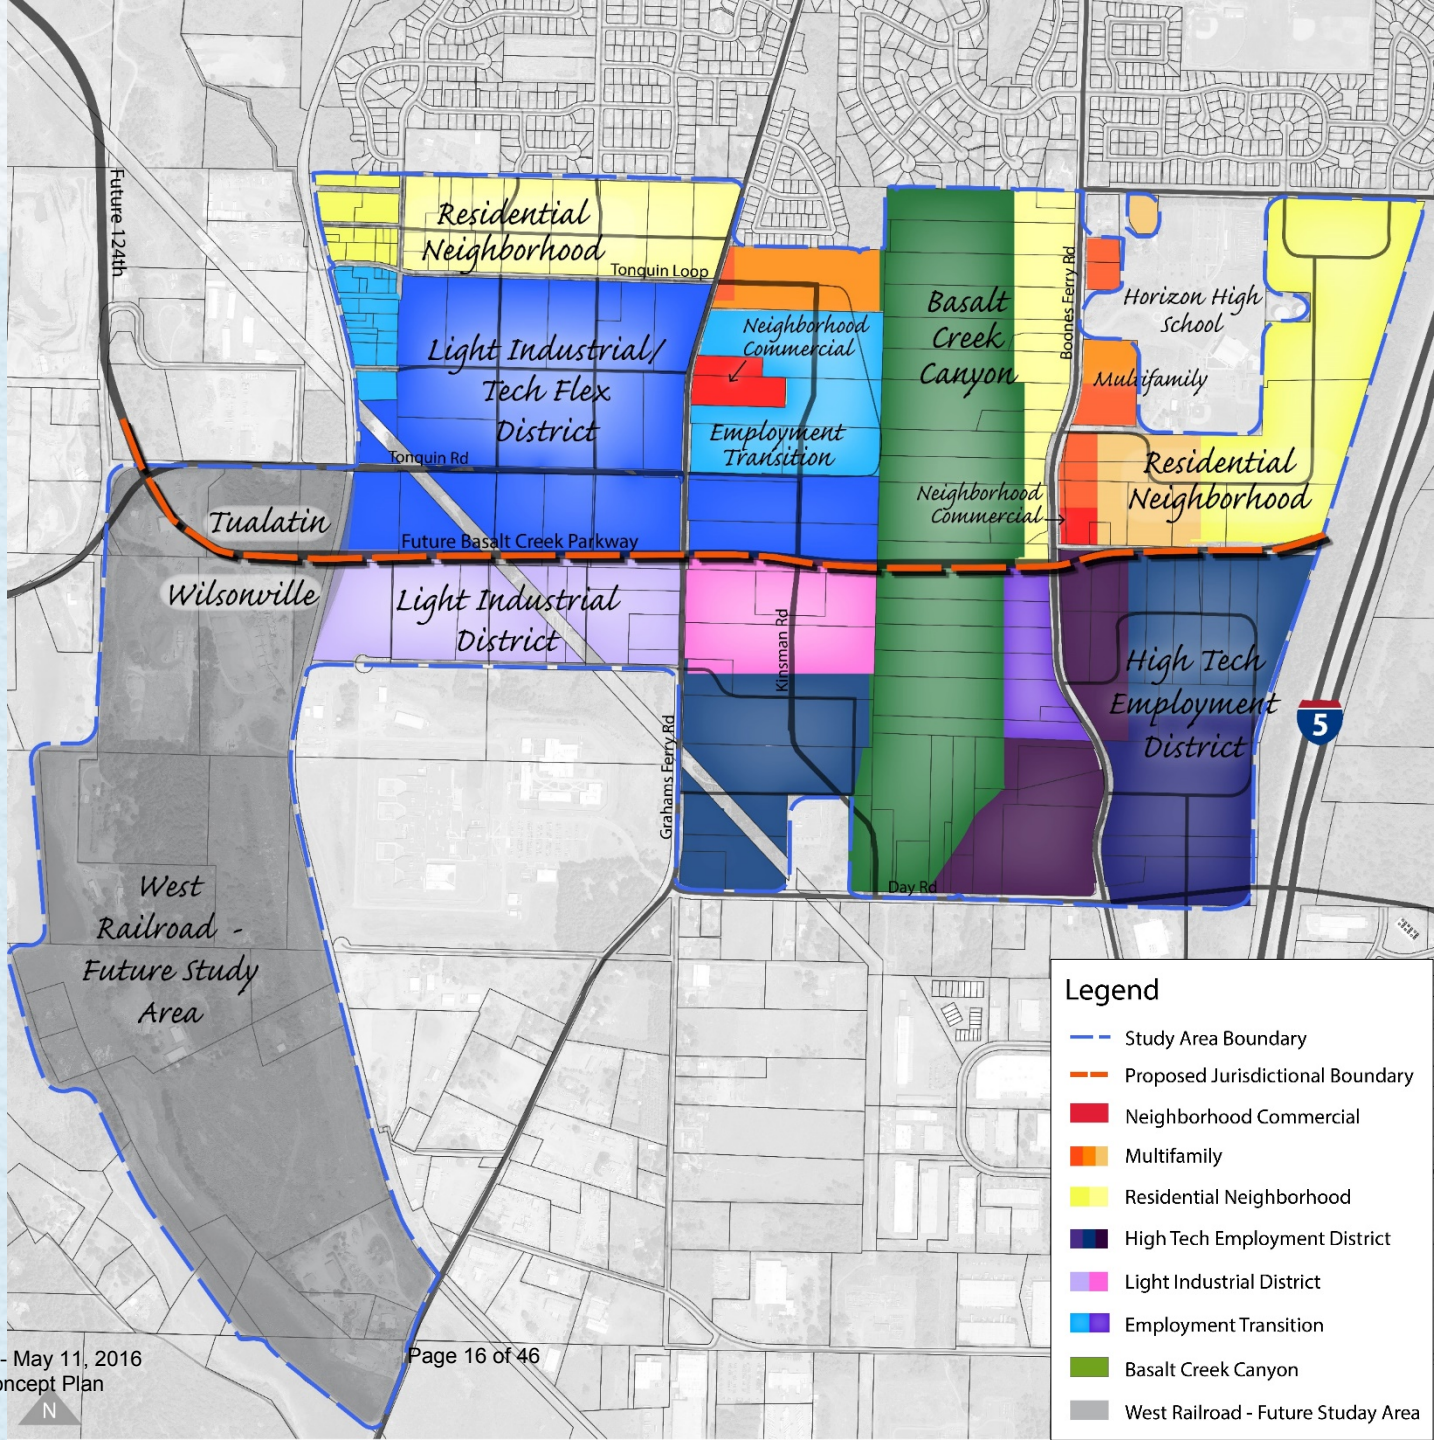 Future 124th
Residential
Neighborhood
Tonquin Loop
Light Industrial/
Tech Flex
District
Tonquin Rd
Neighborhood
Commercial
Employment
Transition
Basalt
Creek
Canyon
Boones Ferry Rd
Horizon High
School
Multifamily
Residential
Neighborhood
Neighborhood
Commercial
Tualatin
Future Basalt Creek Parkway
Wilsonville
Light Industrial
District
Kinsman Rd
Grahams Ferry Rd
High Tech
Employment
District
5
Day Rd
West
Railroad -
Future Study
Area
Legend
Study Area Boundary
Proposed Jurisdictional Boundary
Neighborhood Commercial
Multifamily
Residential Neighborhood
High Tech Employment District
Light Industrial District
Employment Transition
Basalt Creek Canyon
West Railroad - Future Studay Area
- May 11, 2016
oncept Plan
Page 16 of 46
N